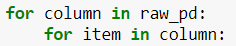 for column in raw_pd:
    for item in column: